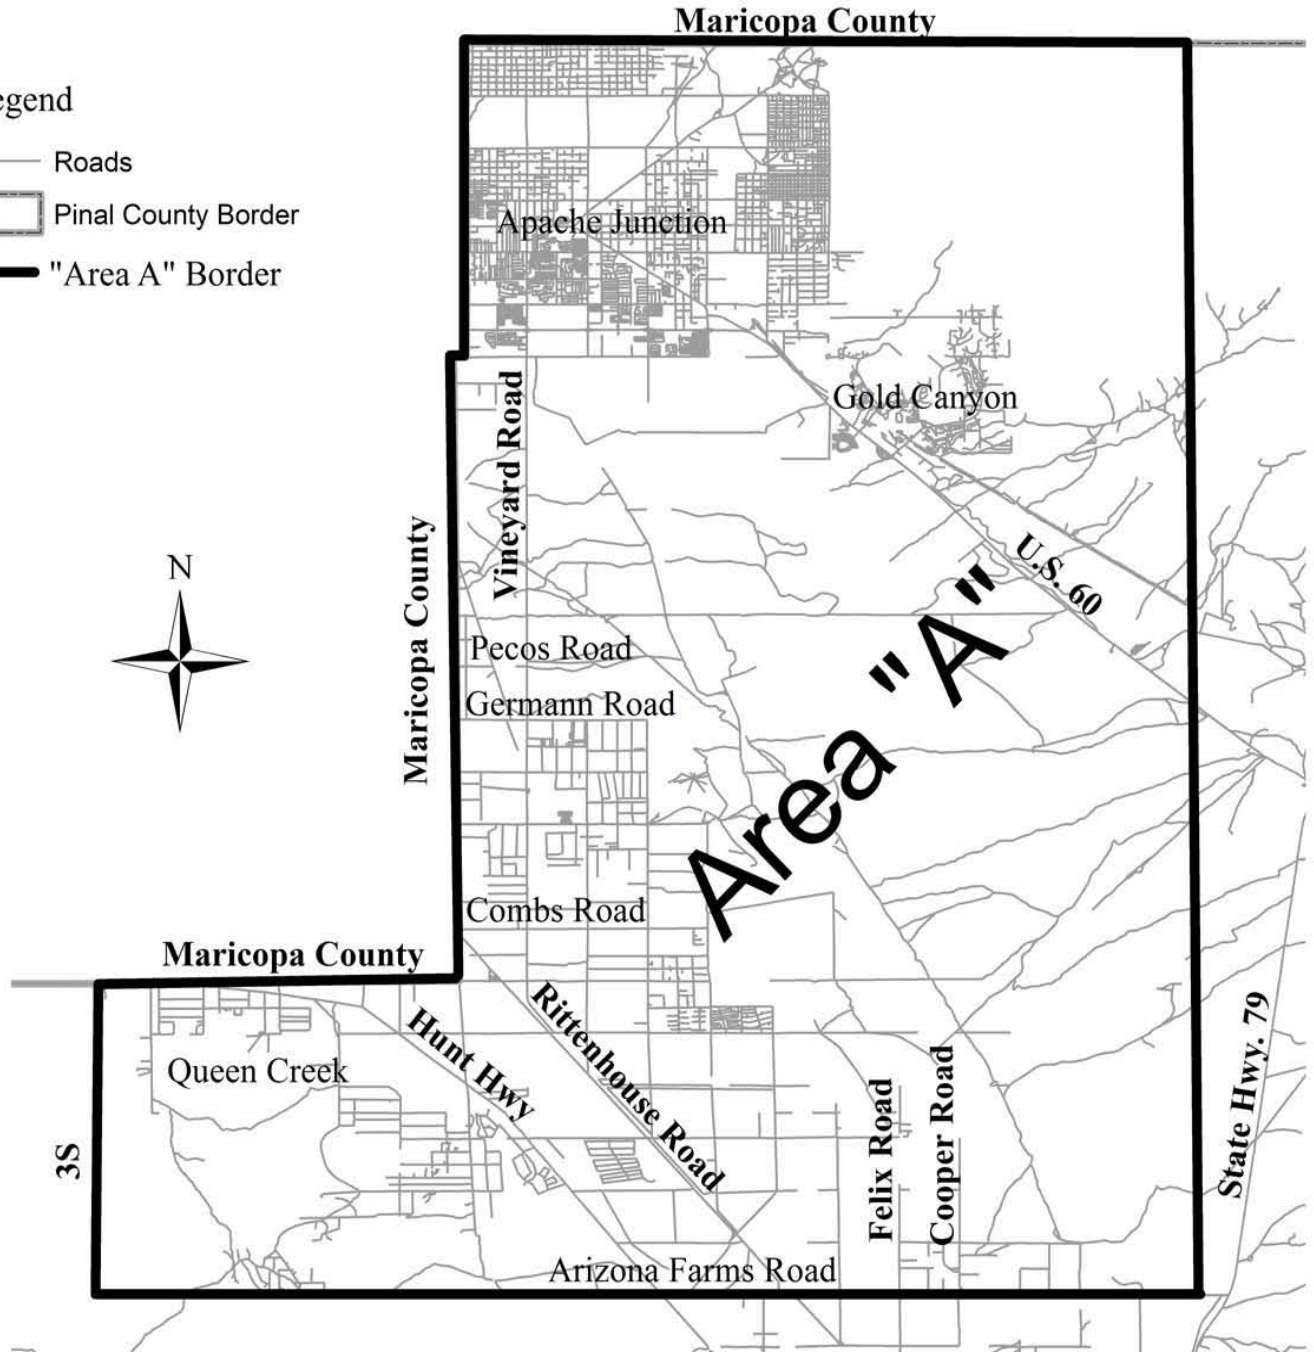 Maricopa County
egend
Roads
Pinal County Border
"Area A" Border
Apache Junction
Gold Canyon
Vineyard Road
Maricopa County
N
U.S. 60
Pecos Road
Germann Road
Area "A"
Combs Road
Maricopa County
Rittenhouse Road
Hunt Hwy
Queen Creek
State Hwy. 79
Felix Road
Cooper Road
3S
Arizona Farms Road